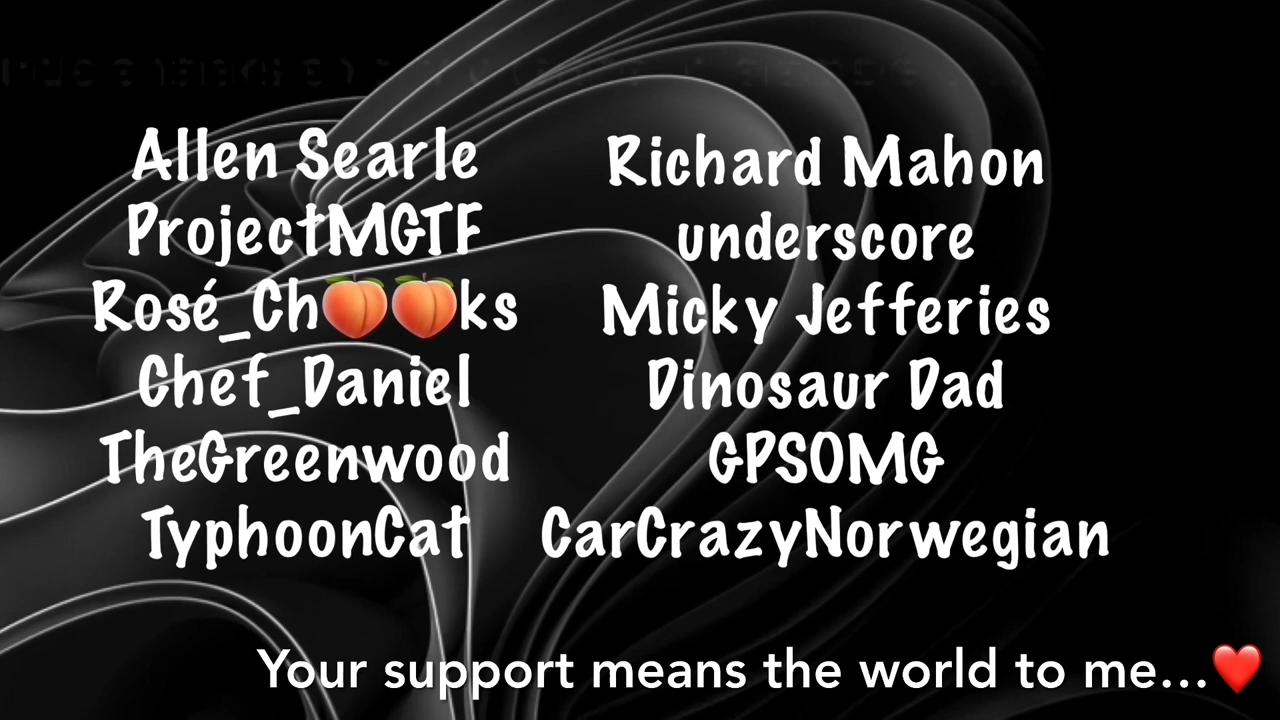 Allen Searle
ProjectMGTF
Rosé_Ch🍑🍑ks
Chef_Daniel
TheGreenwood
TyphoonCat
Richard Mahon
underscore
Micky Jefferies
Dinosaur Dad
GPSOMG
CarCrazyNorwegian
Your support means the world to me...❤️